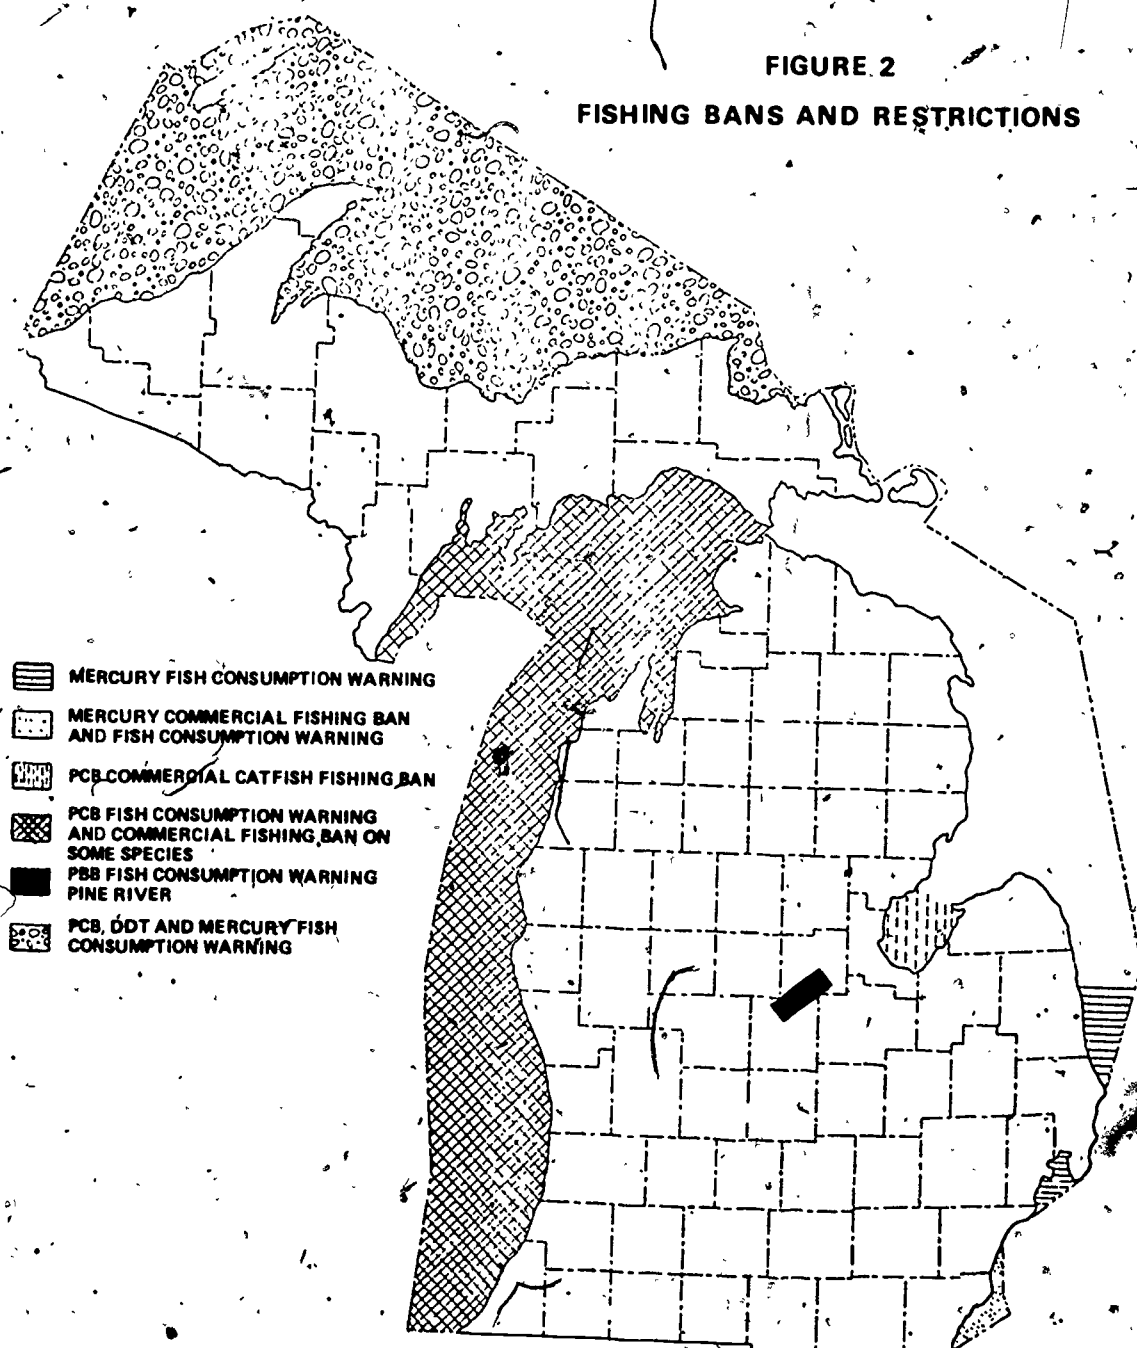 FIGURE 2
FISHING BANS AND RESTRICTIONS
MERCURY FISH CONSUMPTION WARNING
MERCURY COMMERCIAL FISHING BAN
AND FISH CONSUMPTION WARNING
PCB COMMERCIAL CATFISH FISHING BAN
PCB FISH CONSUMPTION WARNING
AND COMMERCIAL FISHING BAN ON
SOME SPECIES
PBB FISH CONSUMPTION WARNING
PINE RIVER
PCB, DDT AND MERCURY FISH
CONSUMPTION WARNING